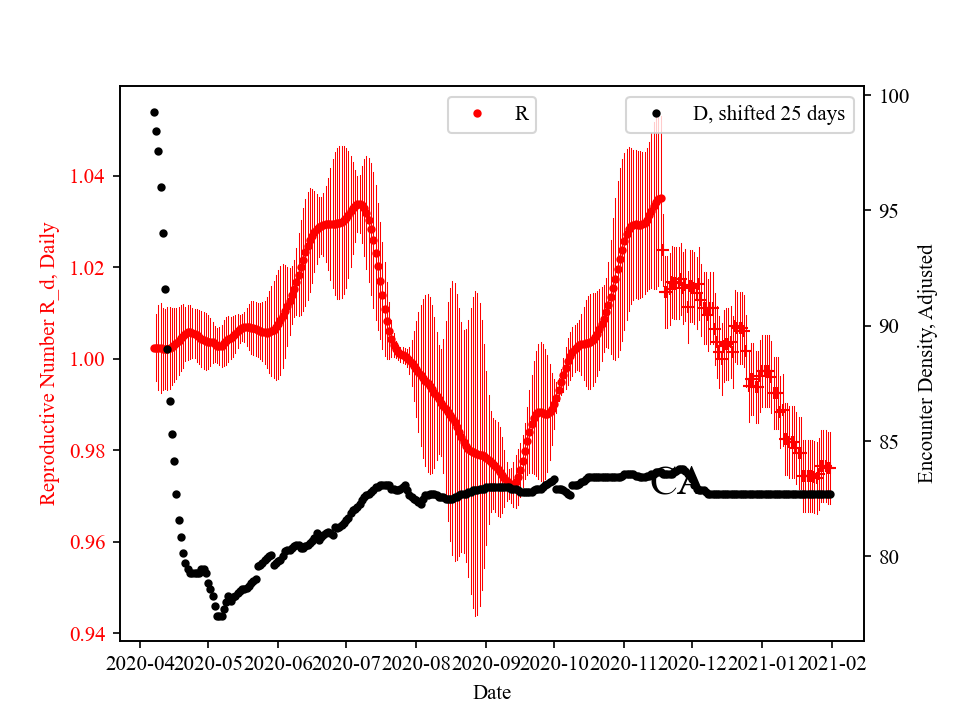 R
D, shifted 25 days
100
95
90
85
80
1.04
1.02
1.00
0.98
0.96
0.94
Reproductive Number R_d, Daily
Encounter Density, Adjusted
CA
2020-04 2020-05 2020-06 2020-07 2020-08 2020-09 2020-10 2020-11 2020-12 2021-01 2021-02
Date